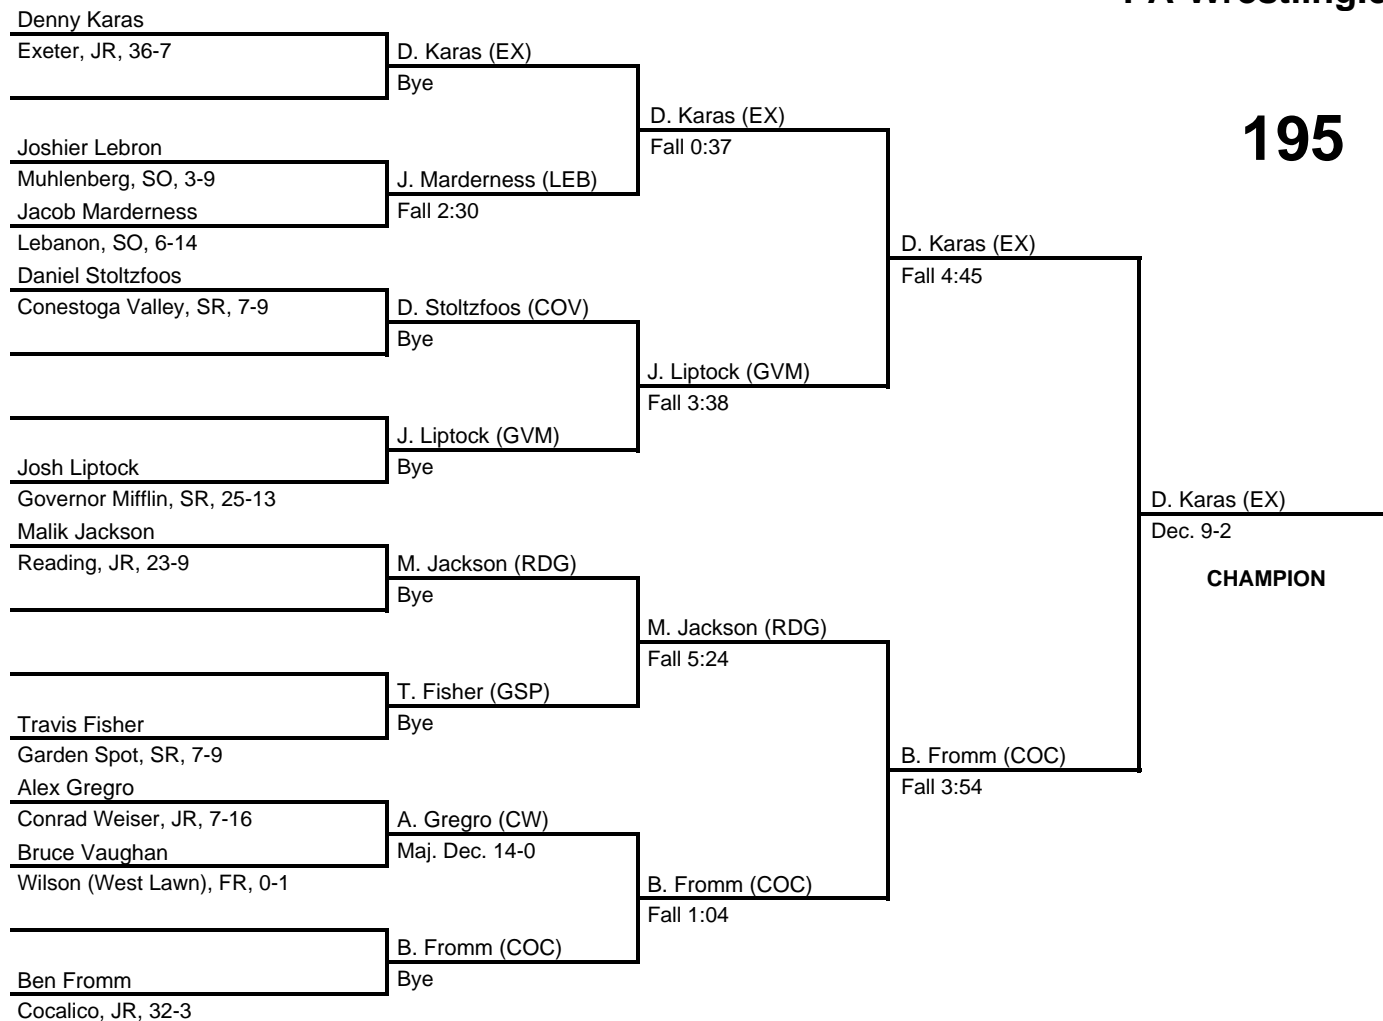 Denny Karas
Exeter, JR, 36-7
D. Karas (EX)
Bye
D. Karas (EX)
Fall 0:37
195
Joshier Lebron
Muhlenberg, SO, 3-9
J. Marderness (LEB)
Jacob Marderness
Fall 2:30
Lebanon, SO, 6-14
D. Karas (EX)
Fall 4:45
Daniel Stoltzfoos
Conestoga Valley, SR, 7-9
D. Stoltzfoos (COV)
Bye
J. Liptock (GVM)
Fall 3:38
J. Liptock (GVM)
Bye
Josh Liptock
Governor Mifflin, SR, 25-13
D. Karas (EX)
Dec. 9-2
CHAMPION
Malik Jackson
Reading, JR, 23-9
M. Jackson (RDG)
Bye
M. Jackson (RDG)
Fall 5:24
T. Fisher (GSP)
Bye
Travis Fisher
Garden Spot, SR, 7-9
B. Fromm (COC)
Fall 3:54
Alex Gregro
Conrad Weiser, JR, 7-16
A. Gregro (CW)
Bruce Vaughan
Maj. Dec. 14-0
Wilson (West Lawn), FR, 0-1
B. Fromm (COC)
Fall 1:04
B. Fromm (COC)
Bye
Ben Fromm
Cocalico, JR, 32-3